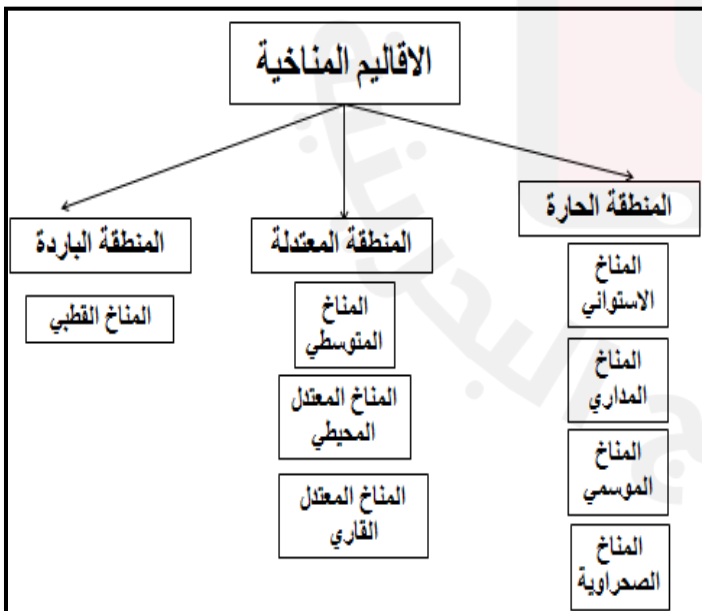 الاقاليم المناخية
المنطقة الحارة
المناخ
الاستوائي
المناخ
المداري
المناخ
الموسمي
المناخ
الصحراوية
المنطقة المعتدلة
المناخ
المتوسطي
المناخ المعتدل
المحيطي
المناخ المعتدل
القاري
المنطقة الباردة
المناخ القطبي